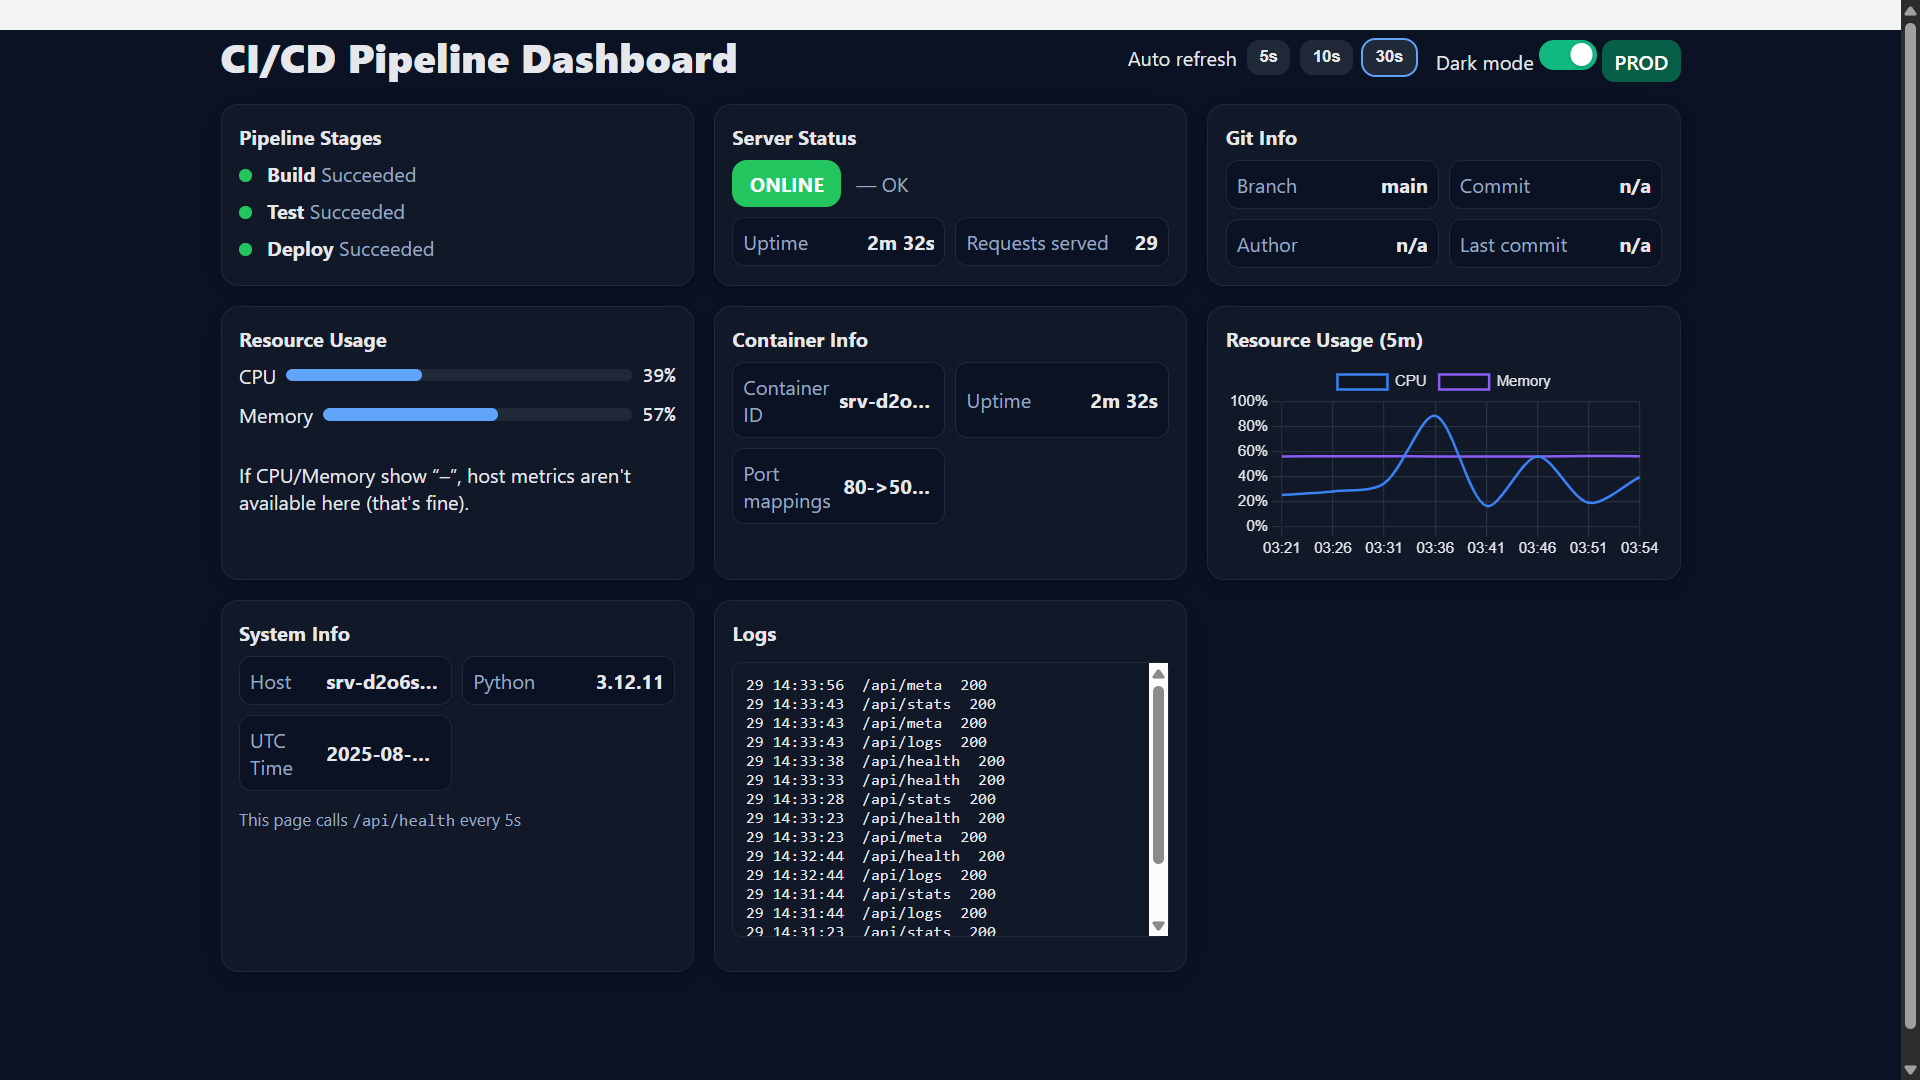 CI/CD Pipeline Dashboard
Auto refresh 5s 10s 30s Dark mode PROD
Pipeline Stages
Build Succeeded
Test Succeeded
Deploy Succeeded
Server Status
ONLINE — OK
Uptime 2m 32s Requests served 29
Git Info
Branch main Commit n/a
Author n/a Last commit n/a
Resource Usage
CPU 39%
Memory 57%
If CPU/Memory show “—”, host metrics aren't
available here (that's fine).
Container Info
Container
ID srv-d2o... Uptime 2m 32s
Port
mappings 80->50...
Resource Usage (5m)
CPU Memory
100%
80%
60%
40%
20%
0%
03:21 03:26 03:31 03:36 03:41 03:46 03:51 03:54
System Info
Host srv-d2o6s... Python 3.12.11
UTC
Time 2025-08-...
This page calls /api/health every 5s
Logs
29 14:33:56 /api/meta 200
29 14:33:43 /api/stats 200
29 14:33:43 /api/meta 200
29 14:33:43 /api/logs 200
29 14:33:38 /api/health 200
29 14:33:33 /api/health 200
29 14:33:28 /api/stats 200
29 14:33:23 /api/health 200
29 14:33:23 /api/meta 200
29 14:32:44 /api/health 200
29 14:32:44 /api/logs 200
29 14:31:44 /api/stats 200
29 14:31:44 /api/logs 200
29 14:31:23 /api/stats 200